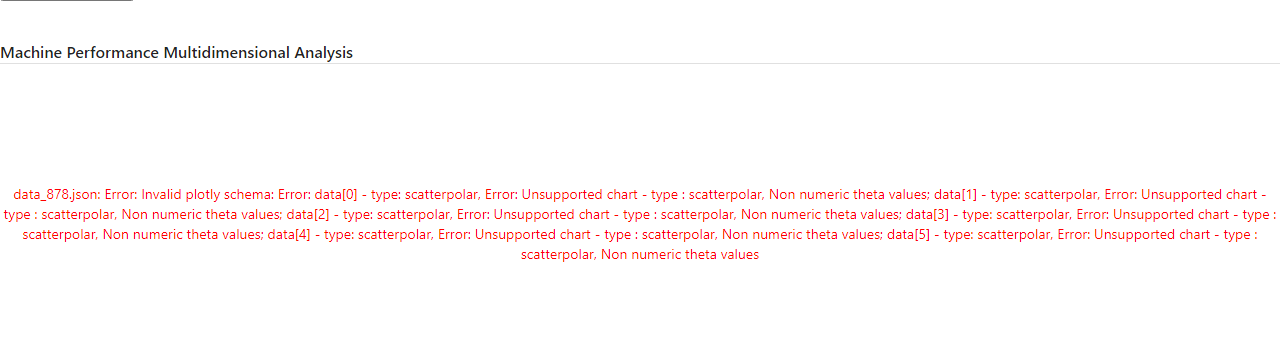 Machine Performance Multidimensional Analysis
data_878.json: Error: Invalid plotly schema: Error: data[0] - type: scatterpolar, Error: Unsupported chart - type : scatterpolar, Non numeric theta values; data[1] - type: scatterpolar, Error: Unsupported chart -
type : scatterpolar, Non numeric theta values; data[2] - type: scatterpolar, Error: Unsupported chart - type : scatterpolar, Non numeric theta values; data[3] - type: scatterpolar, Error: Unsupported chart - type :
scatterpolar, Non numeric theta values; data[4] - type: scatterpolar, Error: Unsupported chart - type : scatterpolar, Non numeric theta values; data[5] - type: scatterpolar, Error: Unsupported chart - type :
scatterpolar, Non numeric theta values